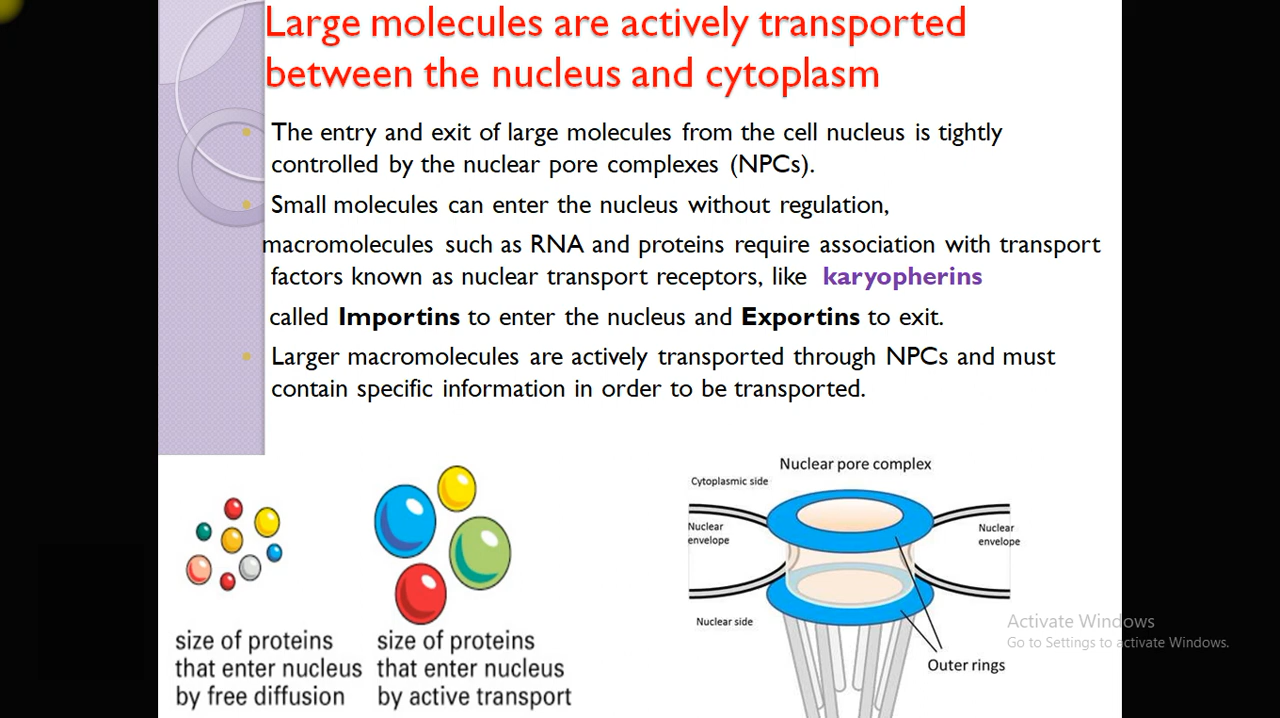 Large molecules are actively transported
between the nucleus and cytoplasm
The entry and exit of large molecules from the cell nucleus is tightly
controlled by the nuclear pore complexes (NPCs).
Small molecules can enter the nucleus without regulation,
macromolecules such as RNA and proteins require association with transport
factors known as nuclear transport receptors, like karyopherins
called Importins to enter the nucleus and Exportins to exit.
Larger macromolecules are actively transported through NPCs and must
contain specific information in order to be transported.
size of proteins
that enter nucleus
by free diffusion
size of proteins
that enter nucleus
by active transport
Nuclear pore complex
Cytoplasmic side
Nuclear
envelope
Nuclear
envelope
Nuclear side
Outer rings
Activate Windows
Go to Settings to activate Windows.